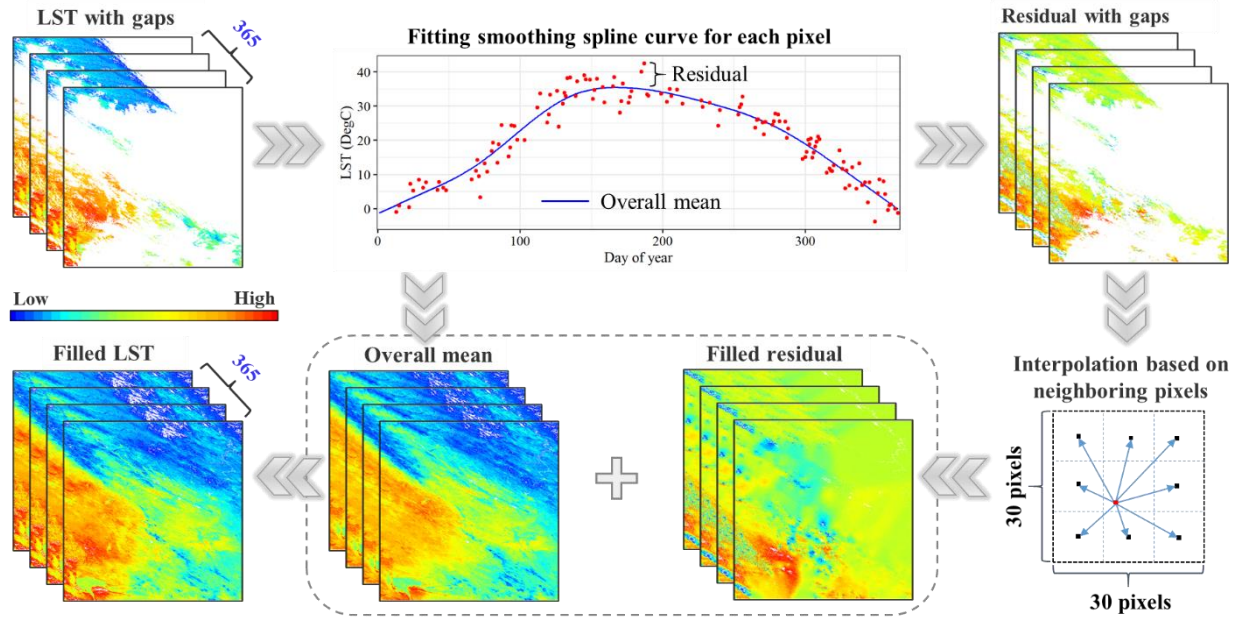 LST with gaps
365
Fitting smoothing spline curve for each pixel
Residual with gaps
40
30
20
10
0
LST (DegC)
Residual
Overall mean
0
100
200
300
Day of year
Low
High
Filled LST
365
Overall mean
Filled residual
Interpolation based on
neighboring pixels
30 pixels
30 pixels